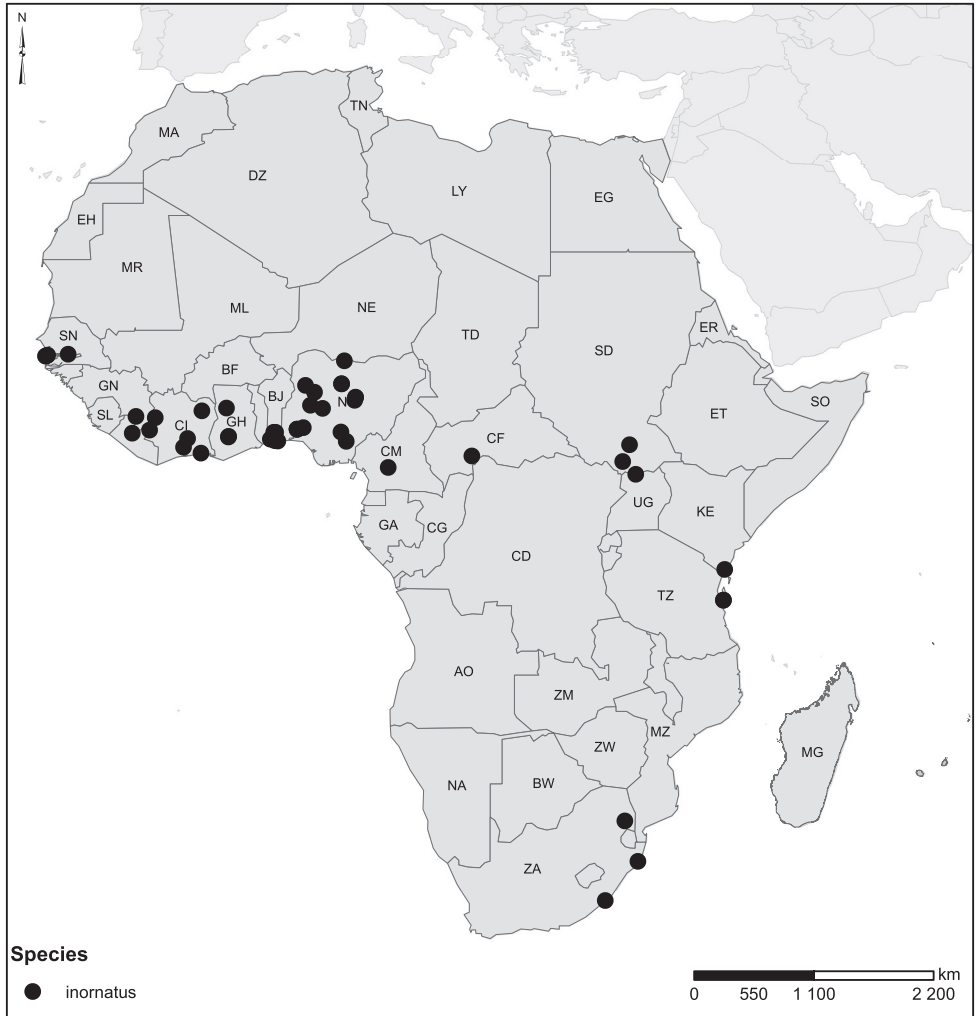 N
TN
MA
DZ
LY
EG
EH
MR
ML
NE
TD
SD
ER
SN
BF
GN
BJ
N
SO
SL
ET
CI
GH
CF
CM
UG
KE
GA
CG
CD
TZ
AO
ZM
MZ
ZW
MG
NA
BW
ZA
Species
inornatus
km
0 550 1 100 2 200